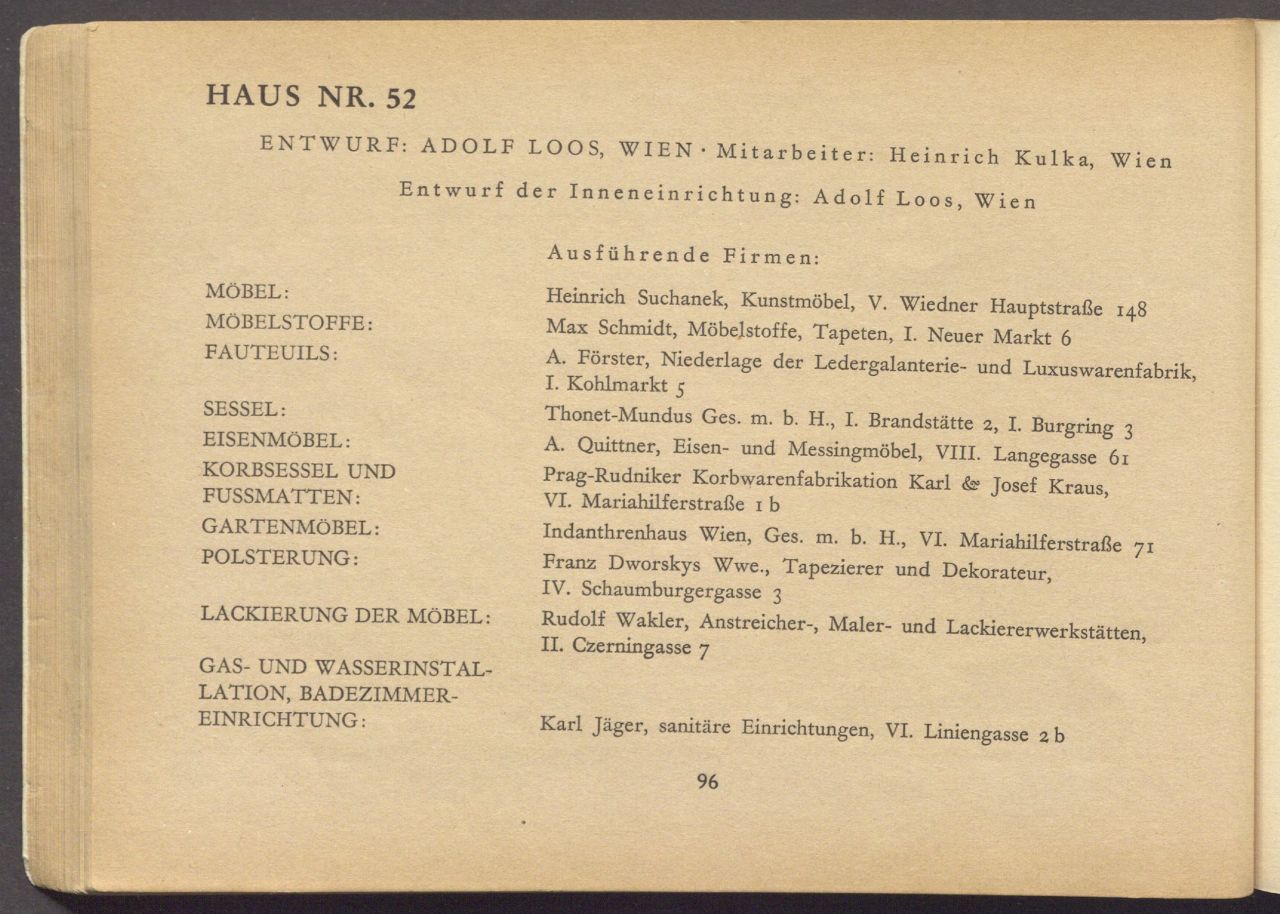 HAUS NR. 52
ENTWURF: ADOLF LOOS, WIEN · Mitarbeiter: Heinrich Kulka, Wien
Entwurf der Inneneinrichtung: Adolf Loos, Wien
Ausführende Firmen:
MÖBEL: Heinrich Suchanek, Kunstmöbel, V. Wiedner Hauptstraße 148
MÖBELSTOFFE: Max Schmidt, Möbelstoffe, Tapeten, I. Neuer Markt 6
FAUTEUILS: A. Förster, Niederlage der Ledergalanterie- und Luxuswarenfabrik,
I. Kohlmarkt 5
SESSEL: Thonet-Mundus Ges. m. b. H., I. Brandstätte 2, I. Burgring 3
EISENMÖBEL: A. Quittner, Eisen- und Messingmöbel, VIII. Langegasse 61
KORBSESSEL UND Prag-Rudniker Korbwarenfabrikation Karl & Josef Kraus,
FUSSMATTEN: VI. Mariahilferstraße 1 b
GARTENMÖBEL: Indanthrenhaus Wien, Ges. m. b. H., VI. Mariahilferstraße 71
POLSTERUNG: Franz Dworskys Wwe., Tapezierer und Dekorateur,
IV. Schaumburgergasse 3
LACKIERUNG DER MÖBEL: Rudolf Wakler, Anstreicher-, Maler- und Lackiererwerkstätten,
II. Czerningasse 7
GAS- UND WASSERINSTAL-
LATION, BADEZIMMER-
EINRICHTUNG: Karl Jäger, sanitäre Einrichtungen, VI. Liniengasse 2 b
96